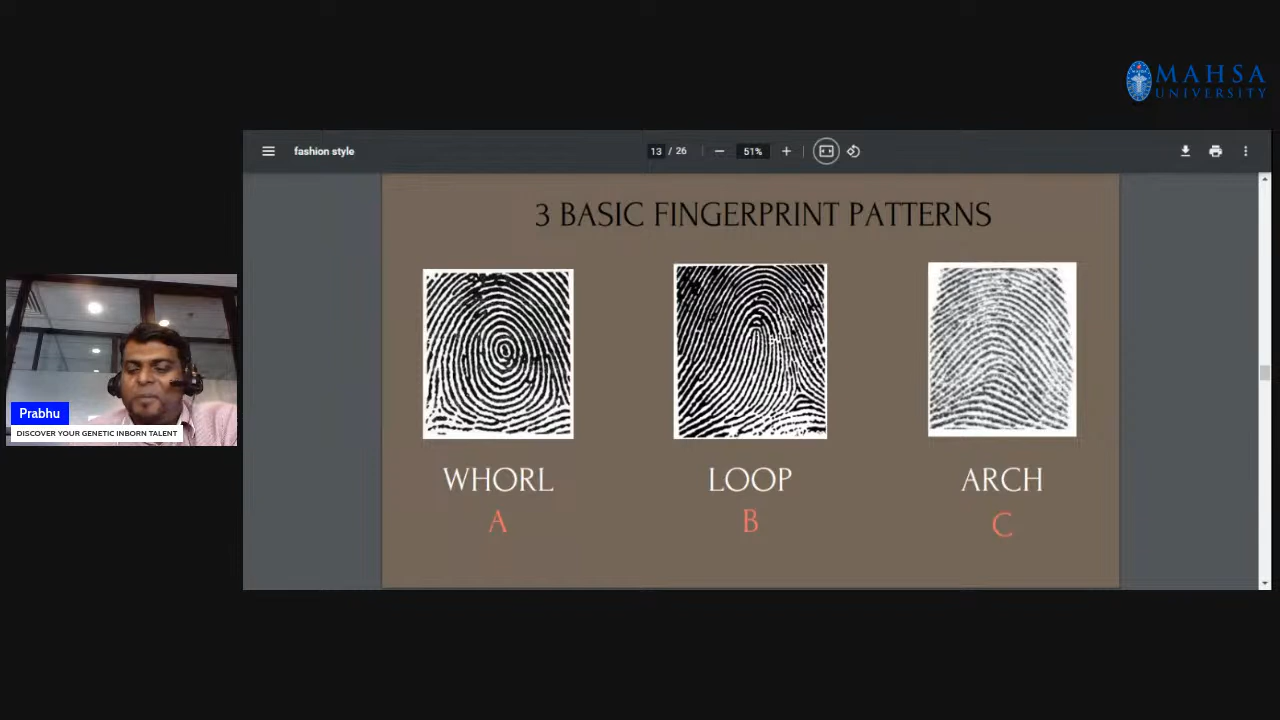 MAHSA
UNIVERSITY
fashion style
13 / 26
51%
3 BASIC FINGERPRINT PATTERNS
WHORL
LOOP
ARCH
A
B
C
Prabhu
DISCOVER YOUR GENETIC INBORN TALENT